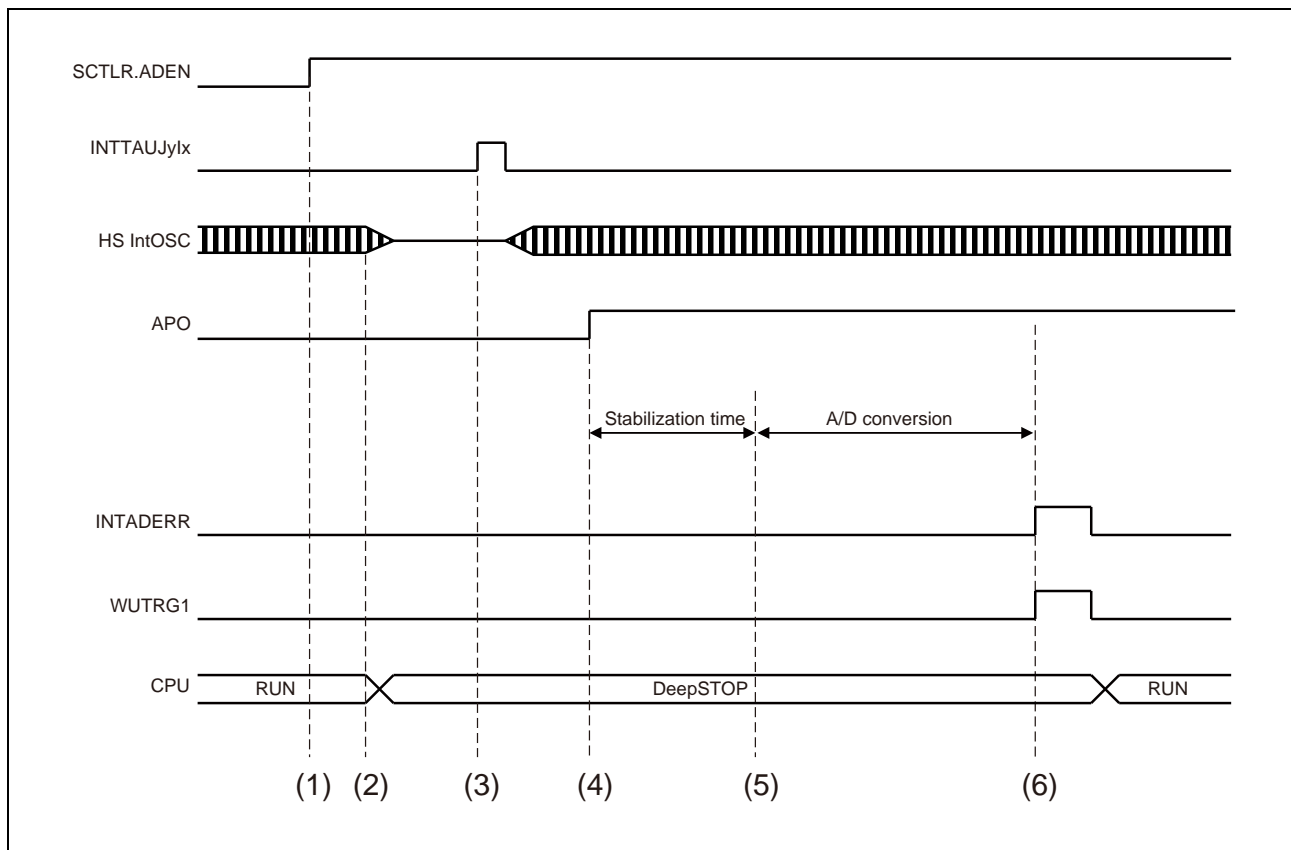 SCTLR.ADEN
INTTAUJyIx
HS IntOSC
APO
Stabilization time
A/D conversion
INTADERR
WUTRG1
CPU
RUN
DeepSTOP
RUN
(1)
(2)
(3)
(4)
(5)
(6)